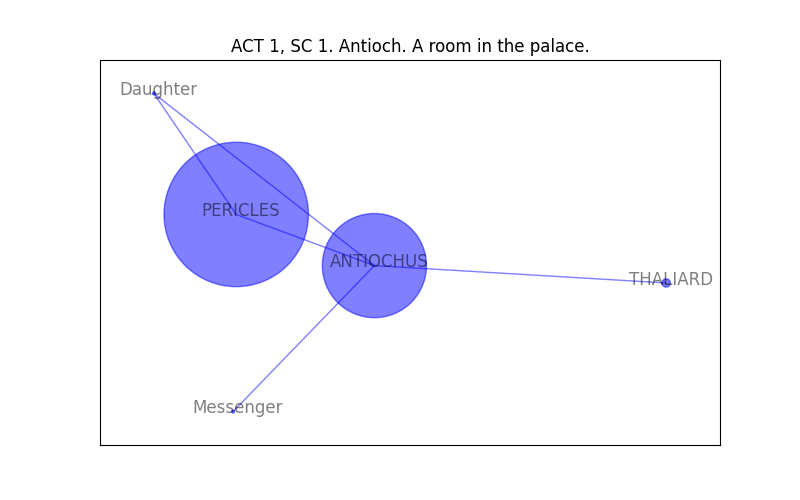 ACT 1, SC 1. Antioch. A room in the palace.
Daughter
PERICLES
ANTIOCHUS
THALIARD
Messenger